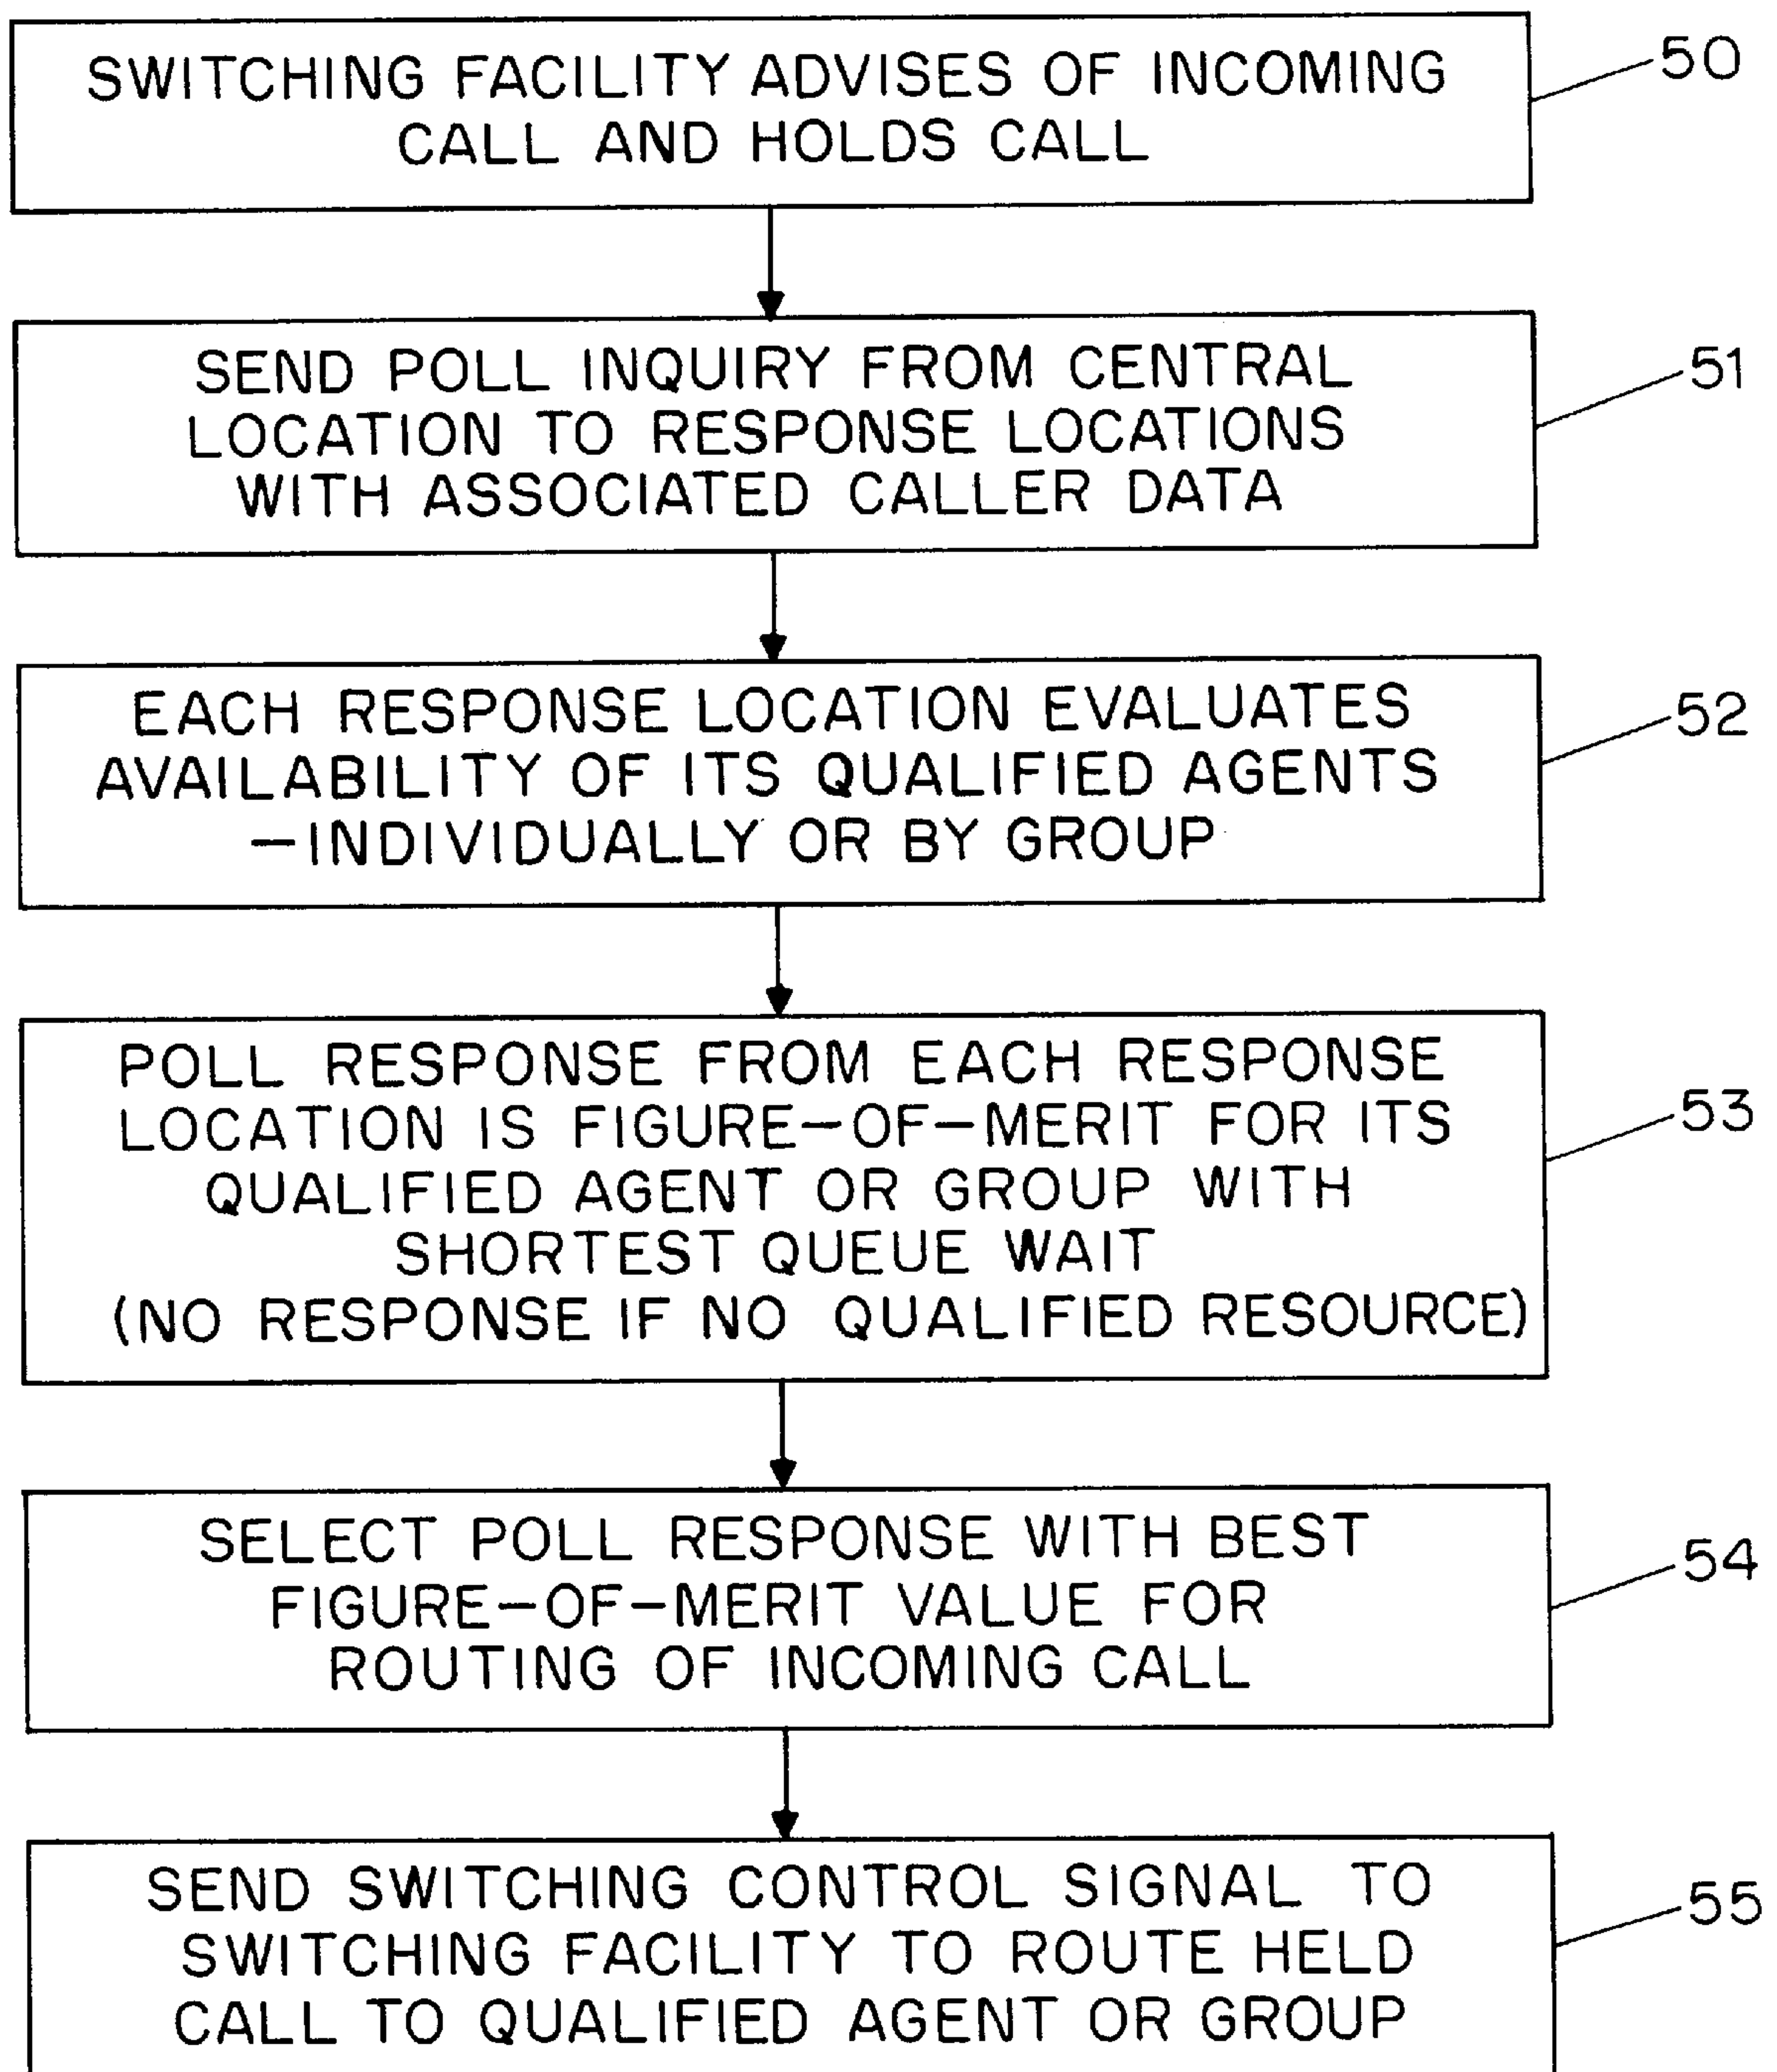 SWITCHING FACILITY ADVISES OF INCOMING
CALL AND HOLDS CALL
50
SEND POLL INQUIRY FROM CENTRAL
LOCATION TO RESPONSE LOCATIONS
WITH ASSOCIATED CALLER DATA
51
EACH RESPONSE LOCATION EVALUATES
AVAILABILITY OF ITS QUALIFIED AGENTS
—INDIVIDUALLY OR BY GROUP
52
POLL RESPONSE FROM EACH RESPONSE
LOCATION IS FIGURE—OF—MERIT FOR ITS
QUALIFIED AGENT OR GROUP WITH
SHORTEST QUEUE WAIT
(NO RESPONSE IF NO QUALIFIED RESOURCE)
53
SELECT POLL RESPONSE WITH BEST
FIGURE—OF—MERIT VALUE FOR
ROUTING OF INCOMING CALL
54
SEND SWITCHING CONTROL SIGNAL TO
SWITCHING FACILITY TO ROUTE HELD
CALL TO QUALIFIED AGENT OR GROUP
55